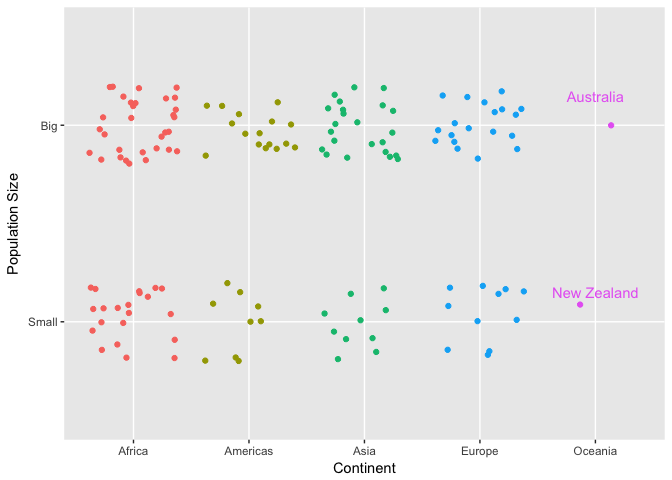 Australia
Big
Population Size
New Zealand
Small
Africa Americas Asia Europe Oceania
Continent